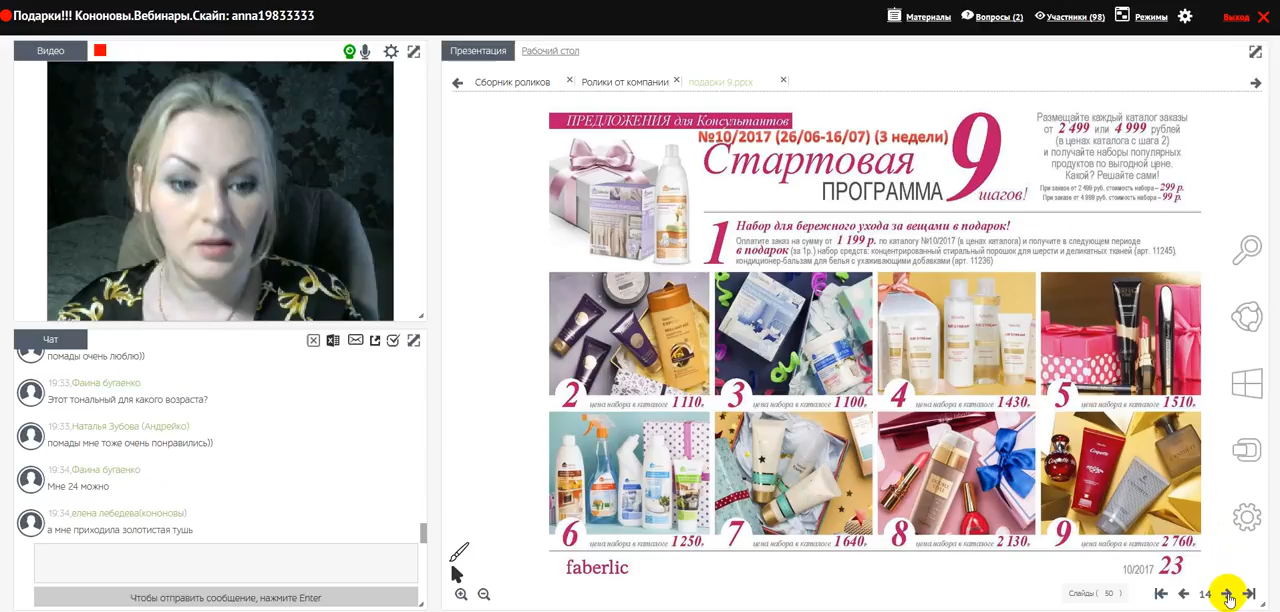 Подарки!!! Кононовы.Вебинары.Скайп: anna19833333
Материалы
Вопросы (2)
Участники (98)
Режимы
Выход
Видео
Презентация
Рабочий стол
Сборник роликов
Ролики от компании
подарки 9.ppsx
ПРЕДЛОЖЕНИЯ для Консультантов
№10/2017 (26/06-16/07) (3 недели)
Стартовая
ПРОГРАММА
9
шагов!
Размещайте каждый каталог заказы
от 2 499 или 4 999 рублей
(в ценах каталога с шага 2)
и получайте наборы популярных
продуктов по выгодной цене.
Какой? Решайте сами!
При заказе от 2 499 руб. стоимость набора – 299 р.
При заказе от 4 999 руб. стоимость набора – 99 р.
1
Набор для бережного ухода за вещами в подарок!
Оплатите заказ на сумму от 1 199 р. по каталогу №10/2017 (в ценах каталога) и получите в следующем периоде
в подарок (за 1р.) набор средств: концентрированный стиральный порошок для шерсти и деликатных тканей (арт. 11245),
кондиционер-бальзам для белья с ухаживающими добавками (арт. 11236)
2 цена набора в каталоге 1 110р
3 цена набора в каталоге 1 100р
4 цена набора в каталоге 1430р
5 цена набора в каталоге 1 510р
6 цена набора в каталоге 1 250р
7 цена набора в каталоге 1 640р
8 цена набора в каталоге 2 130р
9 цена набора в каталоге 2 760р
faberlic
10/2017 23
Слайды ( 50 )
14
Чат
помады очень люблю))
19:33,Фаина бугаенко
Этот тональный для какого возраста?
19:33,Наталья Зубова (Андрейко)
помады мне тоже очень понравились))
19:34,Фаина бугаенко
Мне 24 можно
19:34,елена лебедева(кононовы)
а мне приходила золотистая тушь
Чтобы отправить сообщение, нажмите Enter